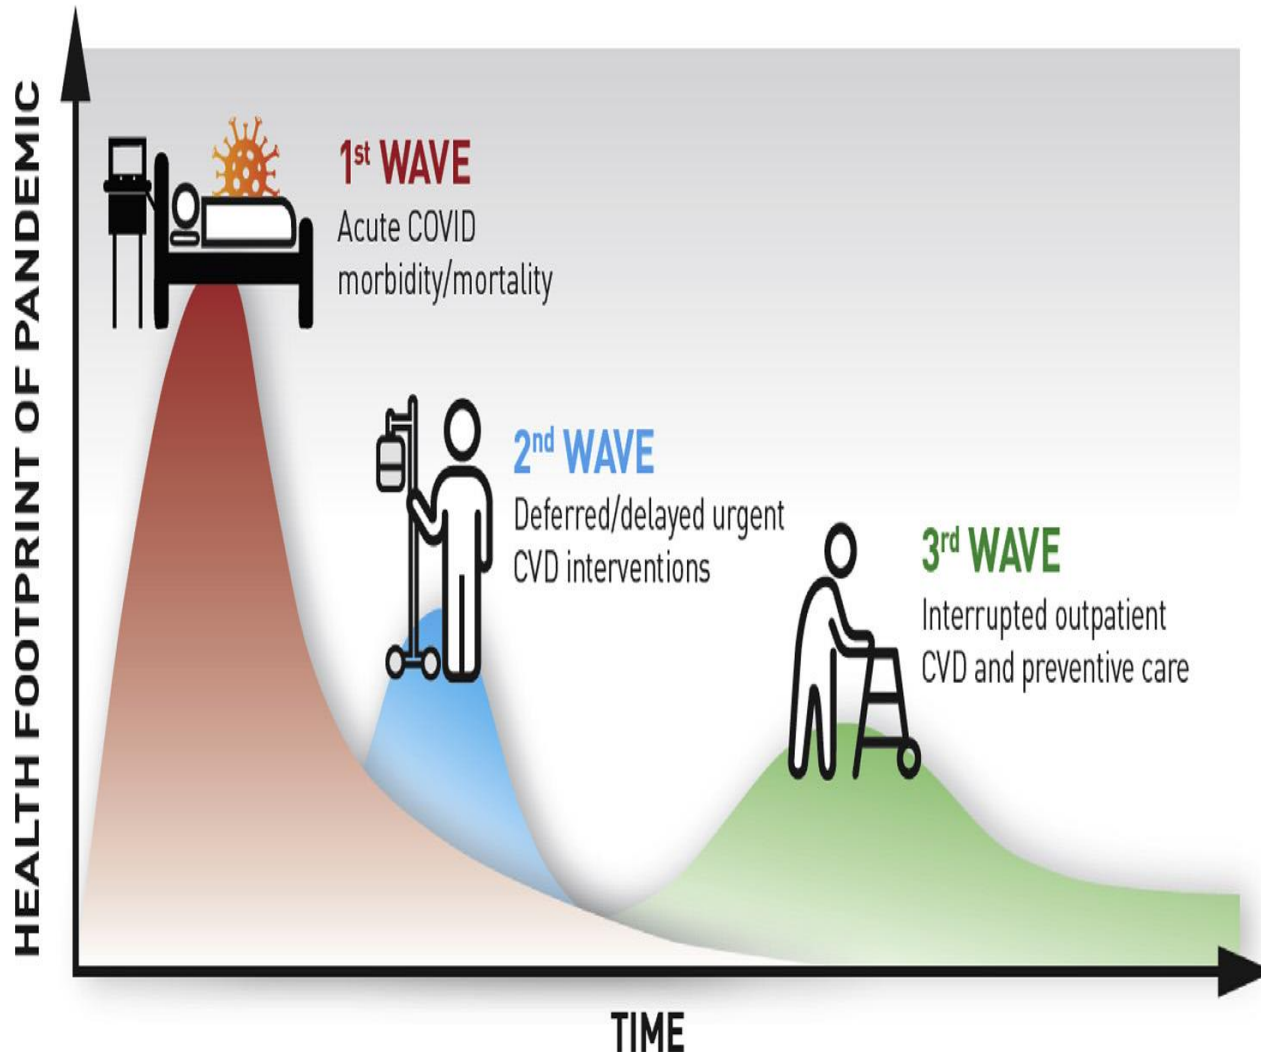 HEALTH FOOTPRINT OF PANDEMIC
1st WAVE
Acute COVID
morbidity/mortality
2nd WAVE
Deferred/delayed urgent
CVD interventions
3rd WAVE
Interrupted outpatient
CVD and preventive care
TIME